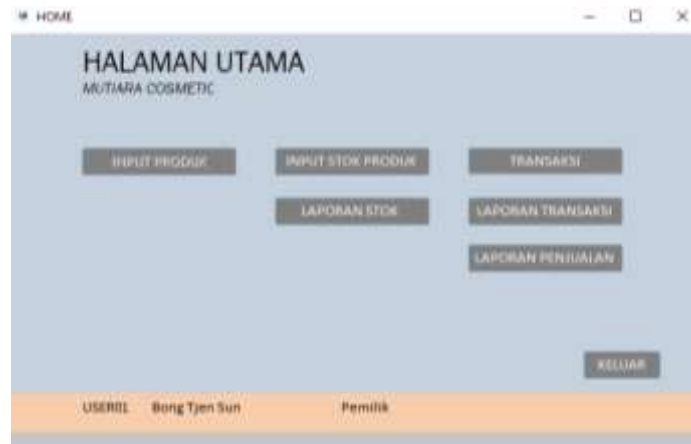 HOME
HALAMAN UTAMA
MUTIARA COSMETIC
INPUT PRODUK INPUT STOK PRODUK TRANSAKSI
LAPORAN STOK LAPORAN TRANSAKSI
LAPORAN PENJUALAN
KELUAR
USER01 Bong Tjen Sun Pemilik